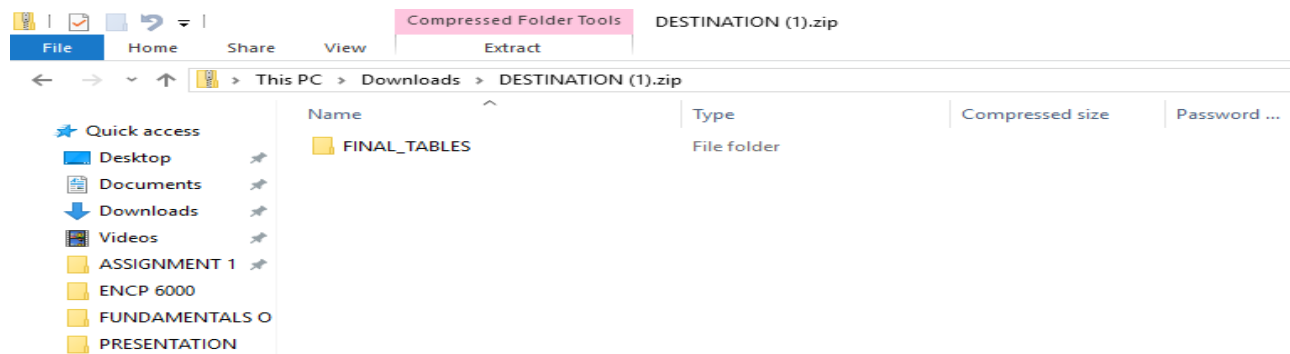 Compressed Folder Tools DESTINATION (1).zip
File Home Share View Extract
This PC > Downloads > DESTINATION (1).zip
Name Type Compressed size Password ...
Quick access
FINAL_TABLES File folder
Desktop
Documents
Downloads
Videos
ASSIGNMENT 1
ENCP 6000
FUNDAMENTALS O
PRESENTATION